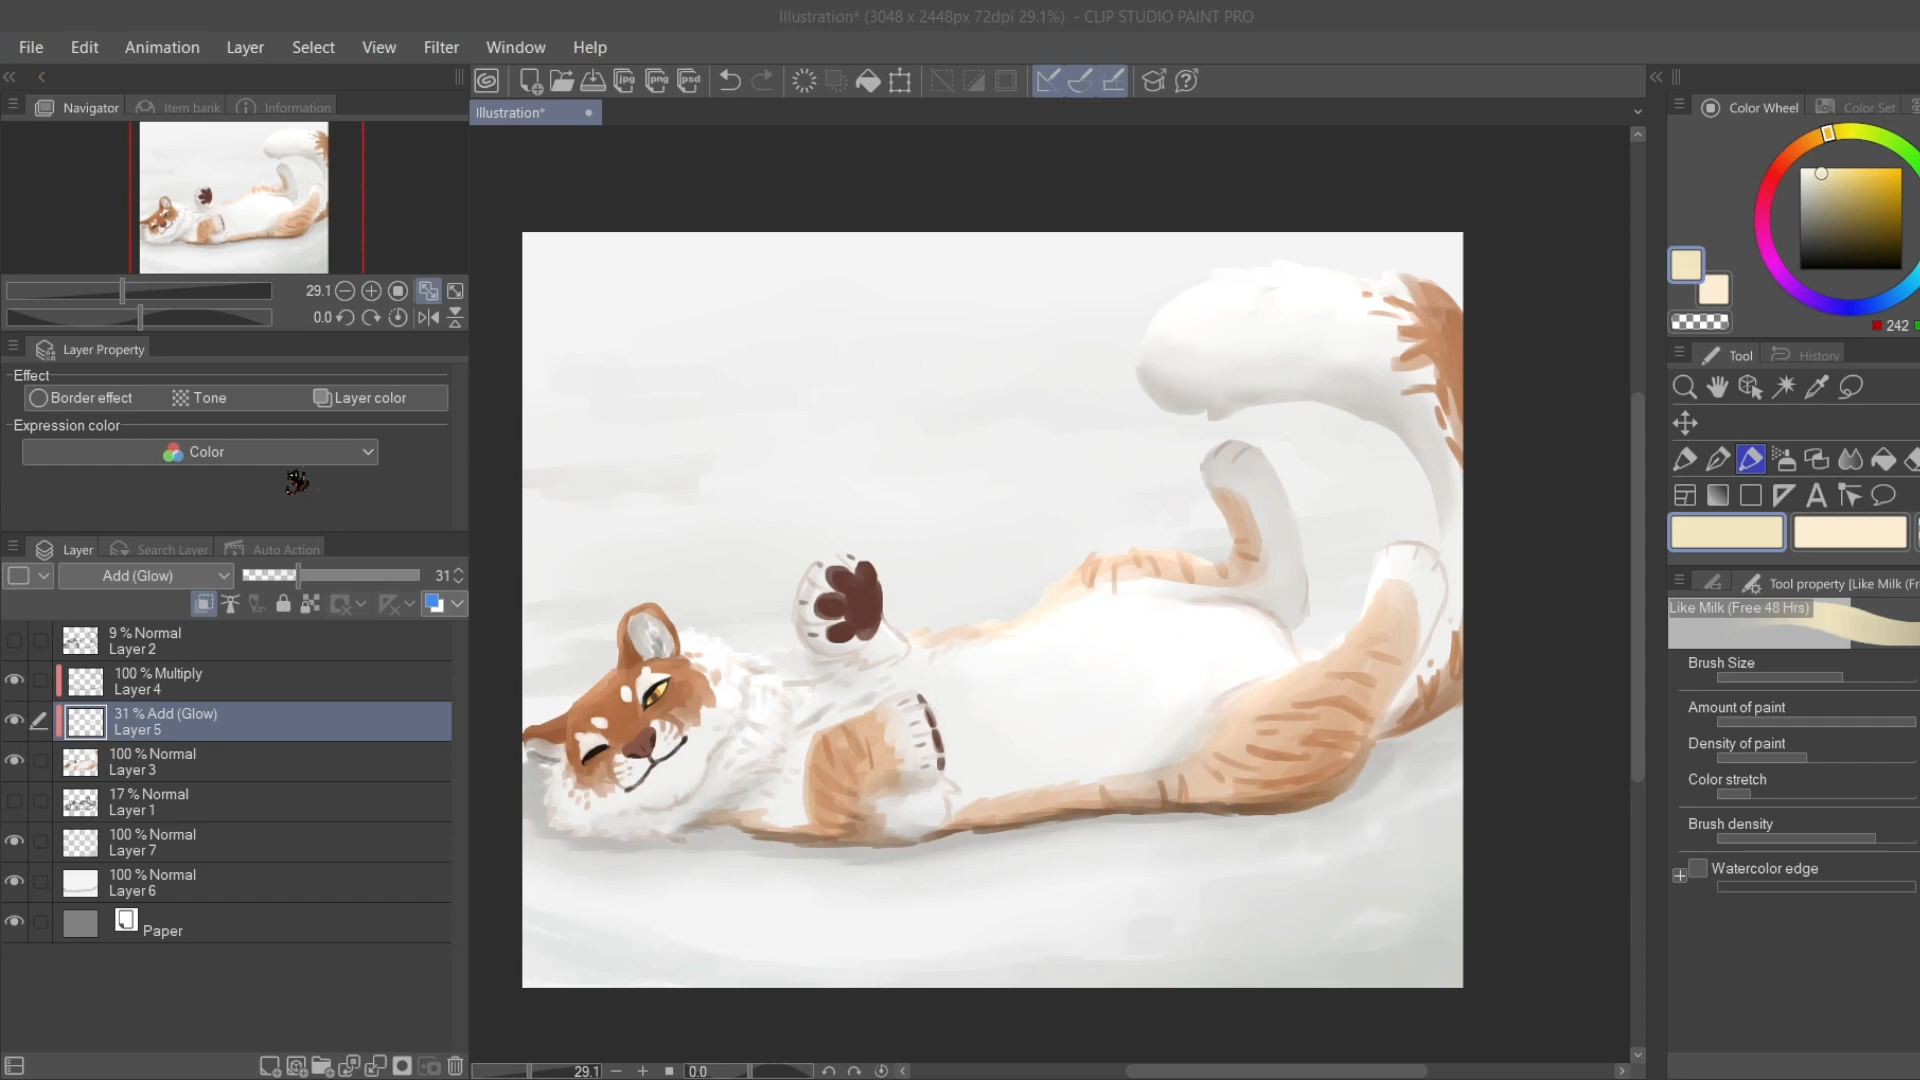 Illustration* (3048 x 2448px 72dpi 29.1%) - CLIP STUDIO PAINT PRO
File Edit Animation Layer Select View Filter Window Help
jpg png psd
Navigator Item bank Information
Illustration*
Color Wheel Color Set
29.1
0.0
242
Layer Property
Tool History
Effect
Border effect Tone Layer color
Expression color
Color
Layer Search Layer Auto Action
Add (Glow) 31
Tool property [Like Milk (Fr
Like Milk (Free 48 Hrs)
Brush Size
Amount of paint
Density of paint
Color stretch
Brush density
Watercolor edge
9 % Normal
Layer 2
100 % Multiply
Layer 4
31 % Add (Glow)
Layer 5
100 % Normal
Layer 3
17 % Normal
Layer 1
100 % Normal
Layer 7
100 % Normal
Layer 6
Paper
29.1 0.0